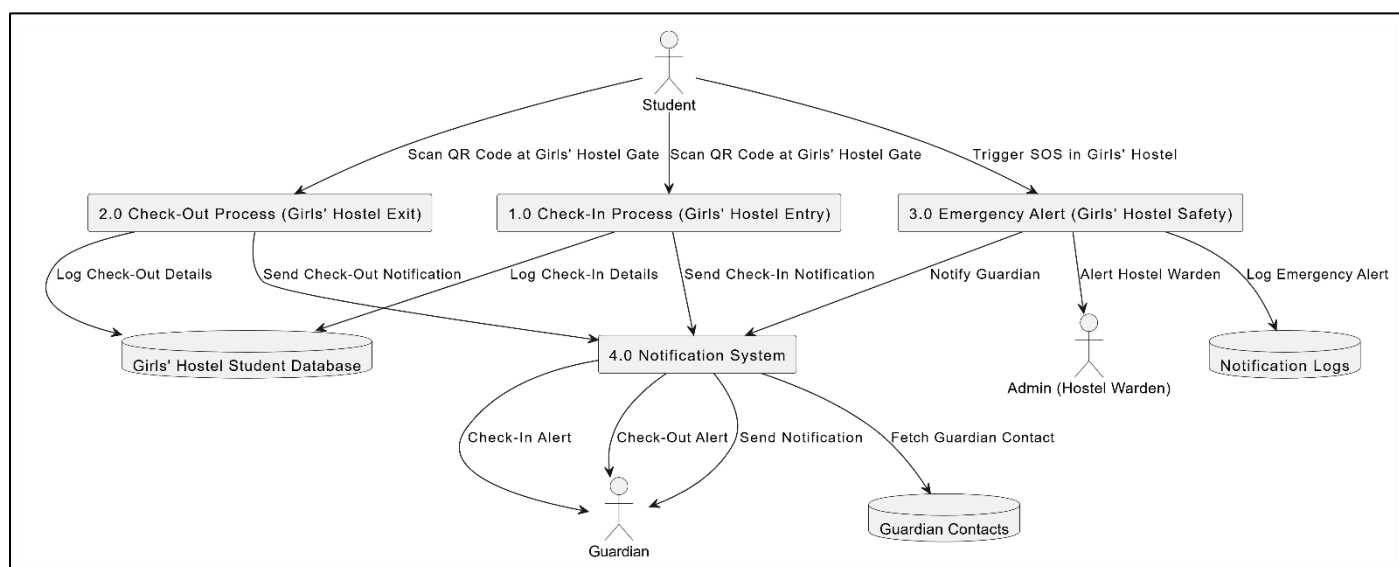 Student
Scan QR Code at Girls' Hostel Gate
Scan QR Code at Girls' Hostel Gate
Trigger SOS in Girls' Hostel
2.0 Check-Out Process (Girls' Hostel Exit)
1.0 Check-In Process (Girls' Hostel Entry)
3.0 Emergency Alert (Girls' Hostel Safety)
Log Check-Out Details
Send Check-Out Notification
Log Check-In Details
Send Check-In Notification
Notify Guardian
Alert Hostel Warden
Log Emergency Alert
Girls' Hostel Student Database
4.0 Notification System
Admin (Hostel Warden)
Notification Logs
Check-In Alert
Check-Out Alert
Send Notification
Fetch Guardian Contact
Guardian
Guardian Contacts